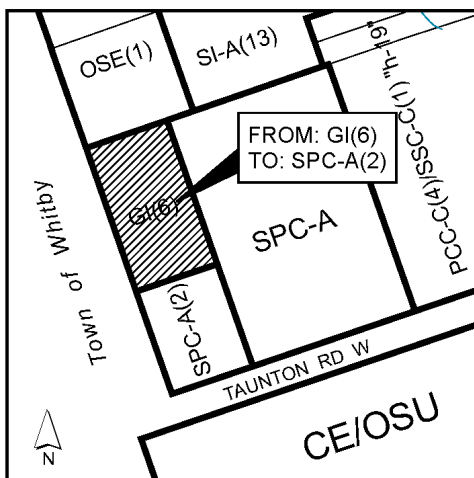 OSE(1)
SI-A(13)
PCC-C(4)/SSC-C(1) "h-19"
FROM: GI(6)
TO: SPC-A(2)
GI(6)
SPC-A
Town of Whitby
SPC-A(2)
TAUNTON RD W
CE/OSU
N